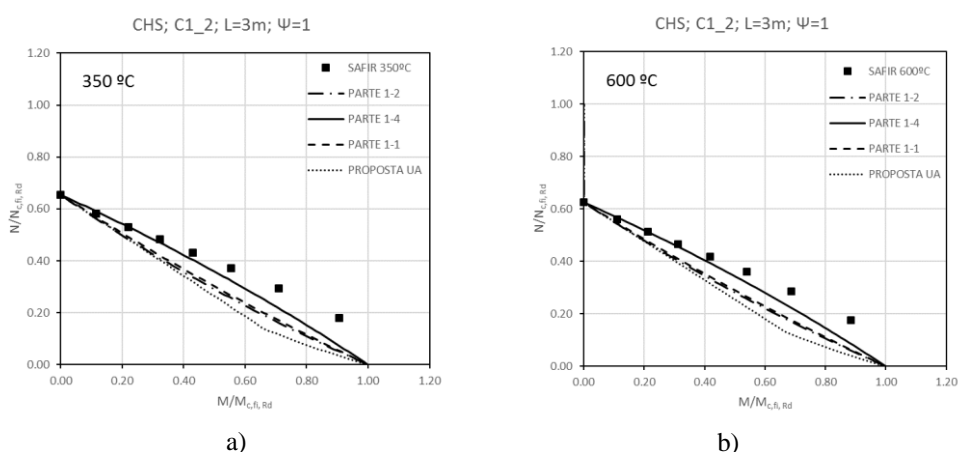 CHS; C1_2; L=3m; Ψ=1
1.20
1.00
0.80
0.60
0.40
0.20
0.00
N/N c,fi, Rd
350 ºC
SAFIR 350ºC
PARTE 1-2
PARTE 1-4
PARTE 1-1
PROPOSTA UA
0.00 0.20 0.40 0.60 0.80 1.00 1.20
M/M c,fi, Rd
a)
CHS; C1_2; L=3m; Ψ=1
1.20
1.00
0.80
0.60
0.40
0.20
0.00
N/N c,fi, Rd
600 ºC
SAFIR 600ºC
PARTE 1-2
PARTE 1-4
PARTE 1-1
PROPOSTA UA
0.00 0.20 0.40 0.60 0.80 1.00 1.20
M/M c,fi, Rd
b)